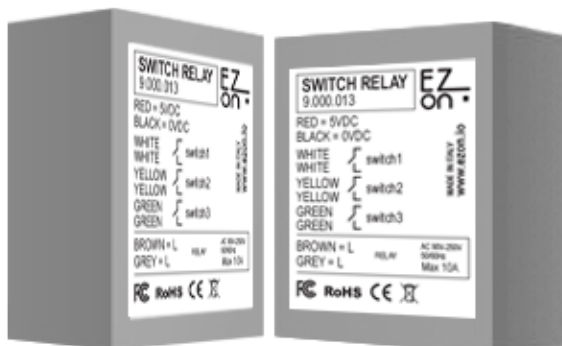 SWITCH RELAY
9.000.013
EZ
on.
RED = 5VDC
BLACK = 0VDC
WHITE
WHITE
switch1
YELLOW
YELLOW
switch2
GREEN
GREEN
switch3
MADE IN ITALY
www.ezon.io
BROWN = L
GREY = L
RELAY
AC 90V-250V
50/60Hz
Max 10A
FC RoHS CE
SWITCH RELAY
9.000.013
EZ
on.
RED = 5VDC
BLACK = 0VDC
WHITE
WHITE
switch1
YELLOW
YELLOW
switch2
GREEN
GREEN
switch3
MADE IN ITALY
www.ezon.io
BROWN = L
GREY = L
RELAY
AC 90V-250V
50/60Hz
Max 10A
FC RoHS CE